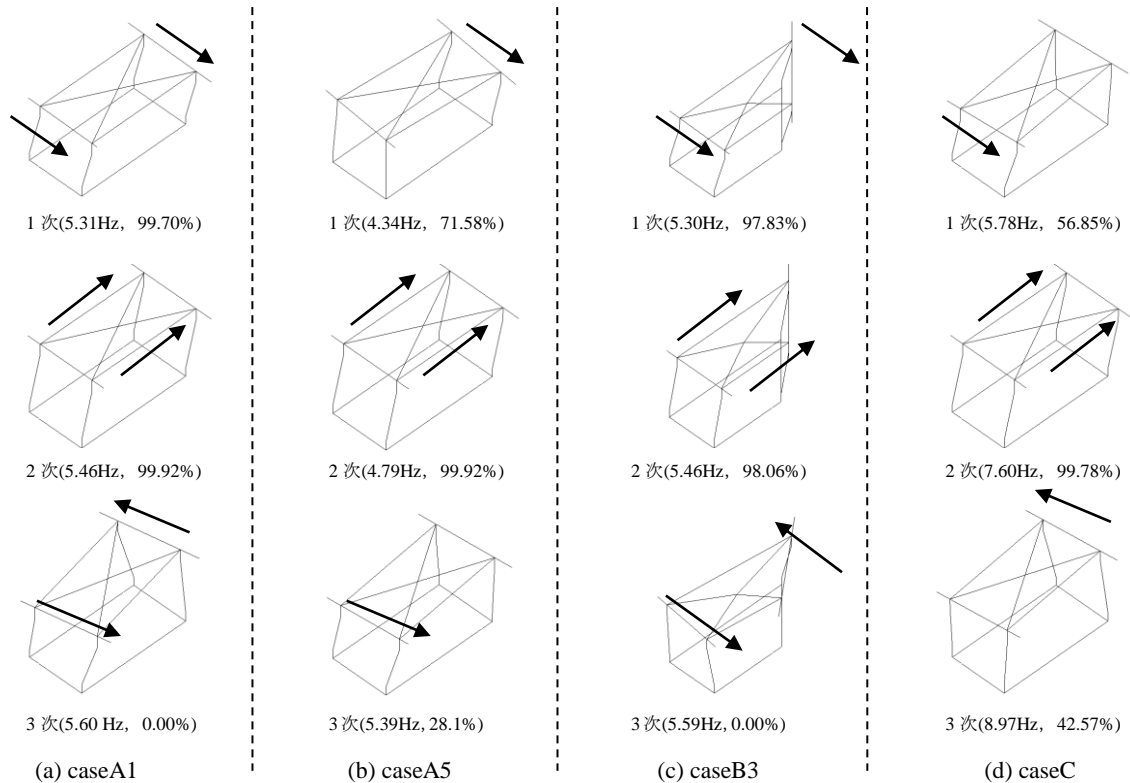 1 次(5.31Hz, 99.70%)
1 次(4.34Hz, 71.58%)
1 次(5.30Hz, 97.83%)
1 次(5.78Hz, 56.85%)
2 次(5.46Hz, 99.92%)
2 次(4.79Hz, 99.92%)
2 次(5.46Hz, 98.06%)
2 次(7.60Hz, 99.78%)
3 次(5.60 Hz, 0.00%)
3 次(5.39Hz, 28.1%)
3 次(5.59Hz, 0.00%)
3 次(8.97Hz, 42.57%)
(a) caseA1
(b) caseA5
(c) caseB3
(d) caseC